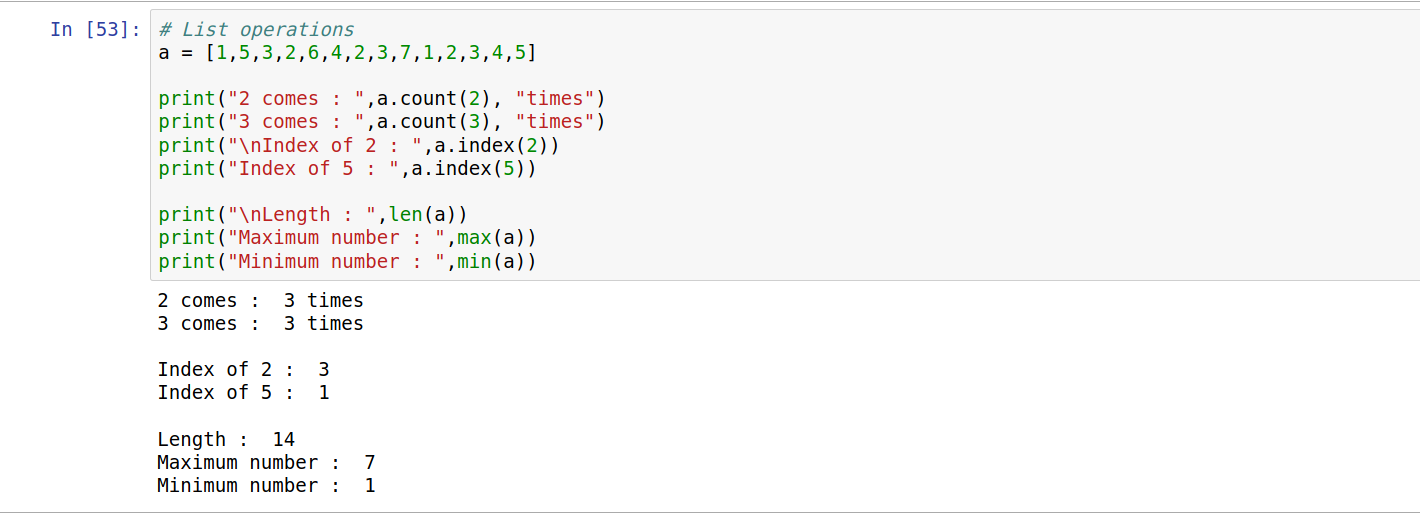 In [53]:
# List operations
a = [1,5,3,2,6,4,2,3,7,1,2,3,4,5]
print("2 comes : ",a.count(2), "times")
print("3 comes : ",a.count(3), "times")
print("\nIndex of 2 : ",a.index(2))
print("Index of 5 : ",a.index(5))
print("\nLength : ",len(a))
print("Maximum number : ",max(a))
print("Minimum number : ",min(a))
2 comes :  3 times
3 comes :  3 times
Index of 2 :  3
Index of 5 :  1
Length :  14
Maximum number :  7
Minimum number :  1